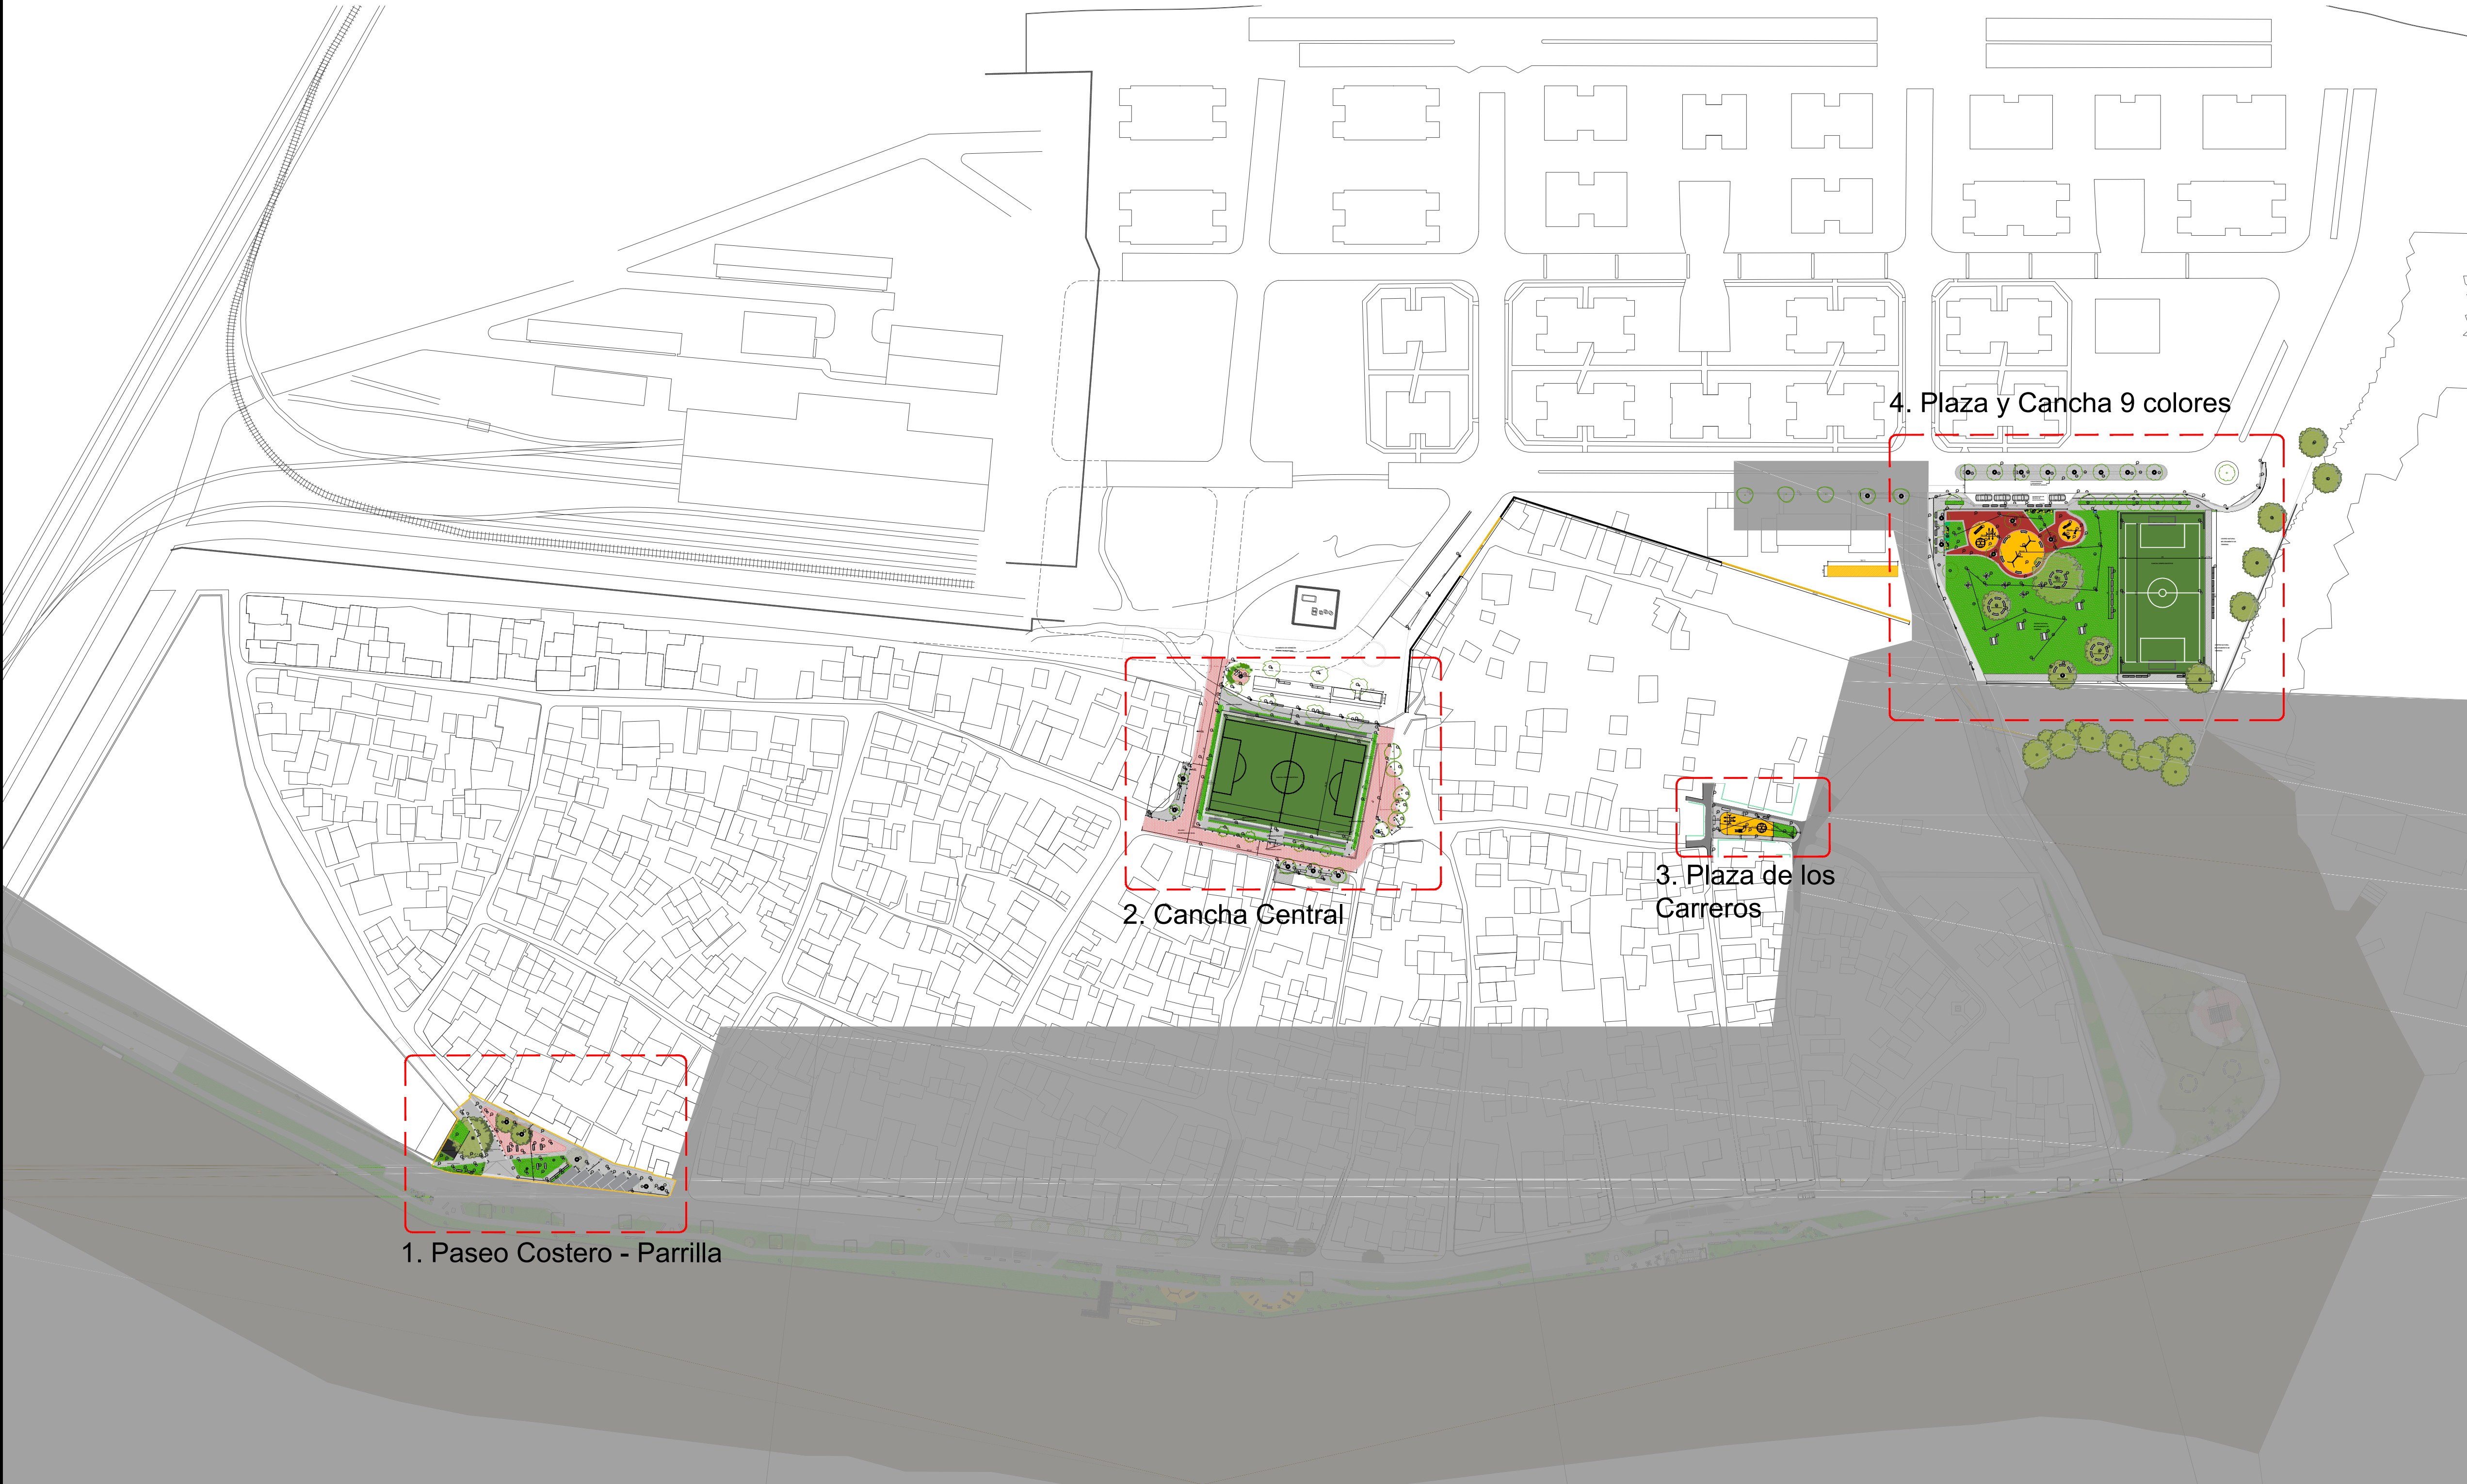 4. Plaza y Cancha 9 colores
3. Plaza de los
Carreros
2. Cancha Central
1. Paseo Costero - Parrilla